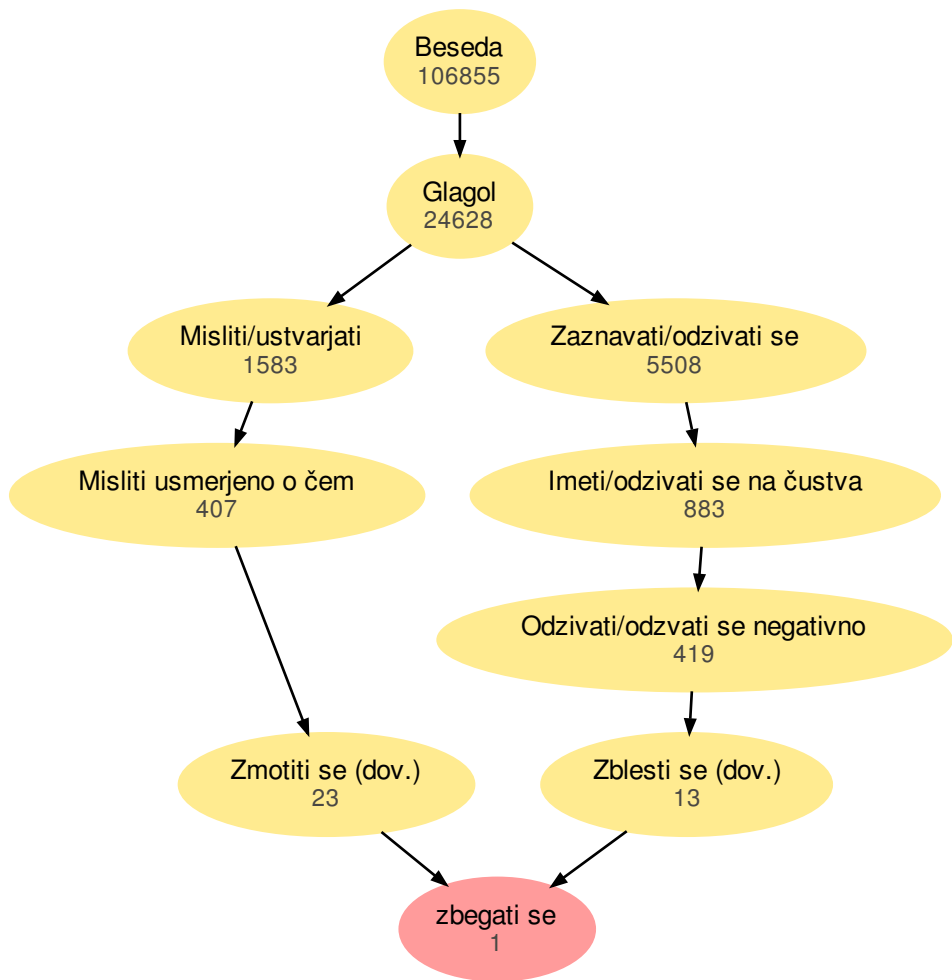 Beseda
106855
Glagol
24628
Misliti/ustvarjati
1583
Zaznavati/odzivati se
5508
Misliti usmerjeno o čem
407
Imeti/odzivati se na čustva
883
Odzivati/odzvati se negativno
419
Zmotiti se (dov.)
23
Zblesti se (dov.)
13
zbegati se
1